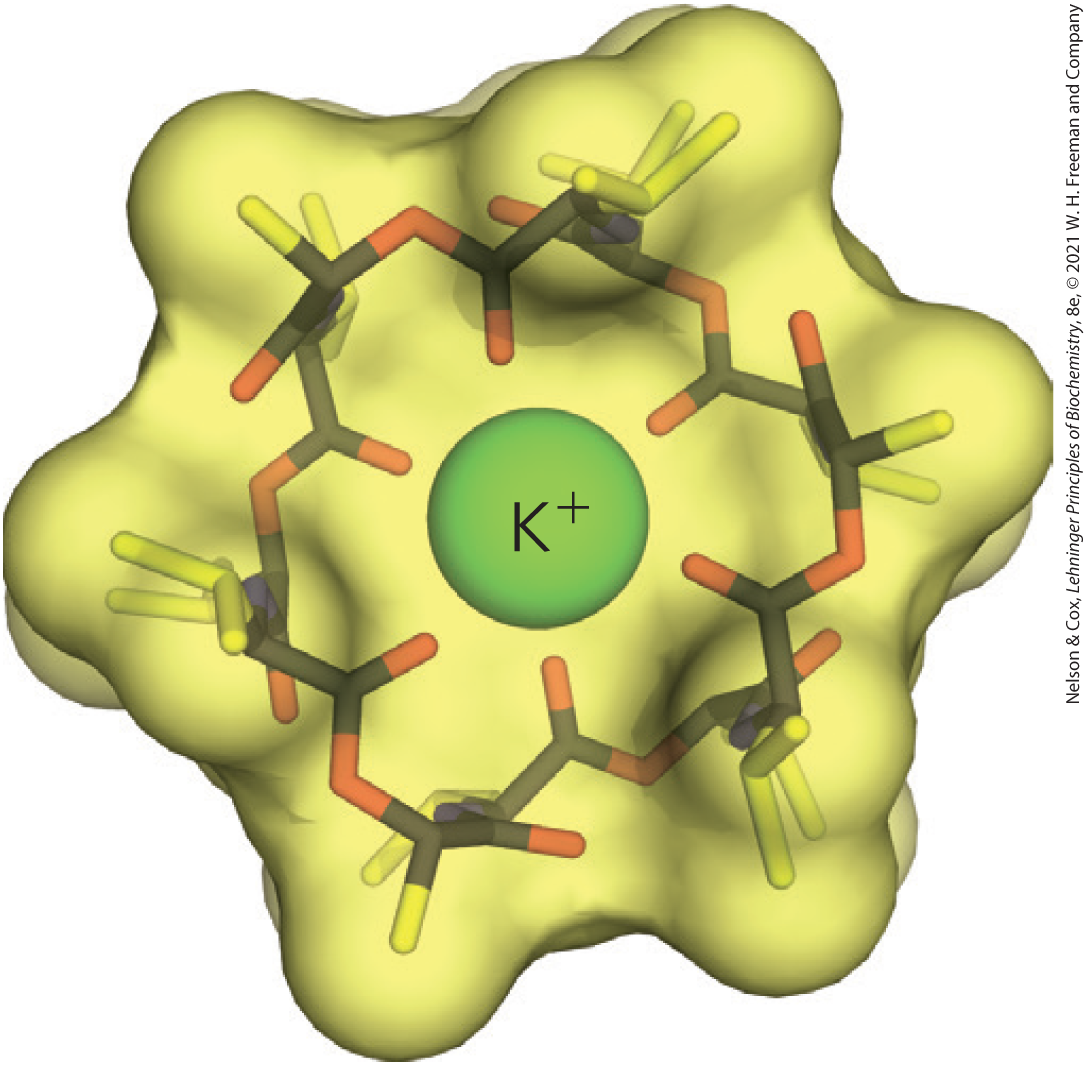 K+
Nelson & Cox, Lehninger Principles of Biochemistry, 8e, © 2021 W. H. Freeman and Company